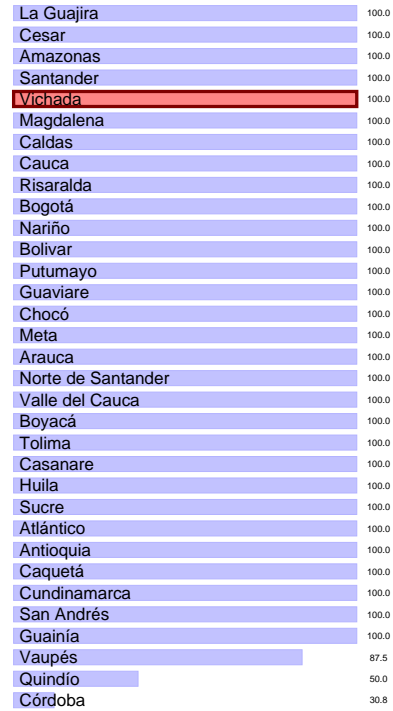 La Guajira 100.0
Cesar 100.0
Amazonas 100.0
Santander 100.0
Vichada 100.0
Magdalena 100.0
Caldas 100.0
Cauca 100.0
Risaralda 100.0
Bogotá 100.0
Nariño 100.0
Bolivar 100.0
Putumayo 100.0
Guaviare 100.0
Chocó 100.0
Meta 100.0
Arauca 100.0
Norte de Santander 100.0
Valle del Cauca 100.0
Boyacá 100.0
Tolima 100.0
Casanare 100.0
Huila 100.0
Sucre 100.0
Atlántico 100.0
Antioquia 100.0
Caquetá 100.0
Cundinamarca 100.0
San Andrés 100.0
Guainía 100.0
Vaupés 87.5
Quindío 50.0
Córdoba 30.8